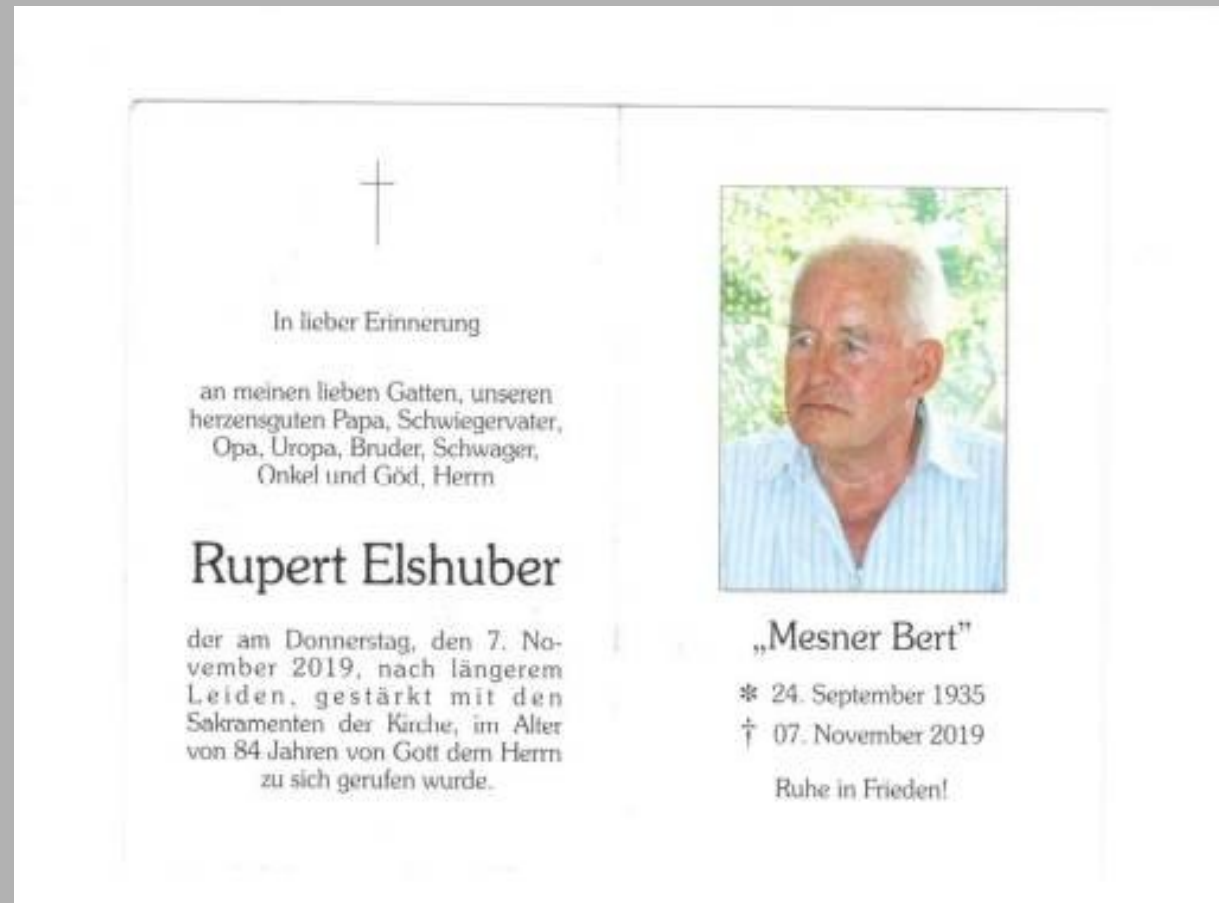 In lieber Erinnerung
an meinen lieben Gatten, unseren
herzensguten Papa, Schwiegervater,
Opa, Uropa, Bruder, Schwager,
Onkel und Göd, Herrn
Rupert Elshuber
der am Donnerstag, den 7. No-
vember 2019, nach längerem
Leiden, gestärkt mit den
Sakramenten der Kirche, im Alter
von 84 Jahren von Gott dem Herrn
zu sich gerufen wurde.
„Mesner Bert”
* 24. September 1935
† 07. November 2019
Ruhe in Frieden!